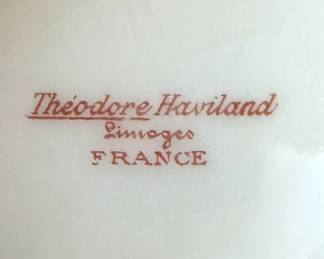 Théodore Haviland
Limoges
FRANCE